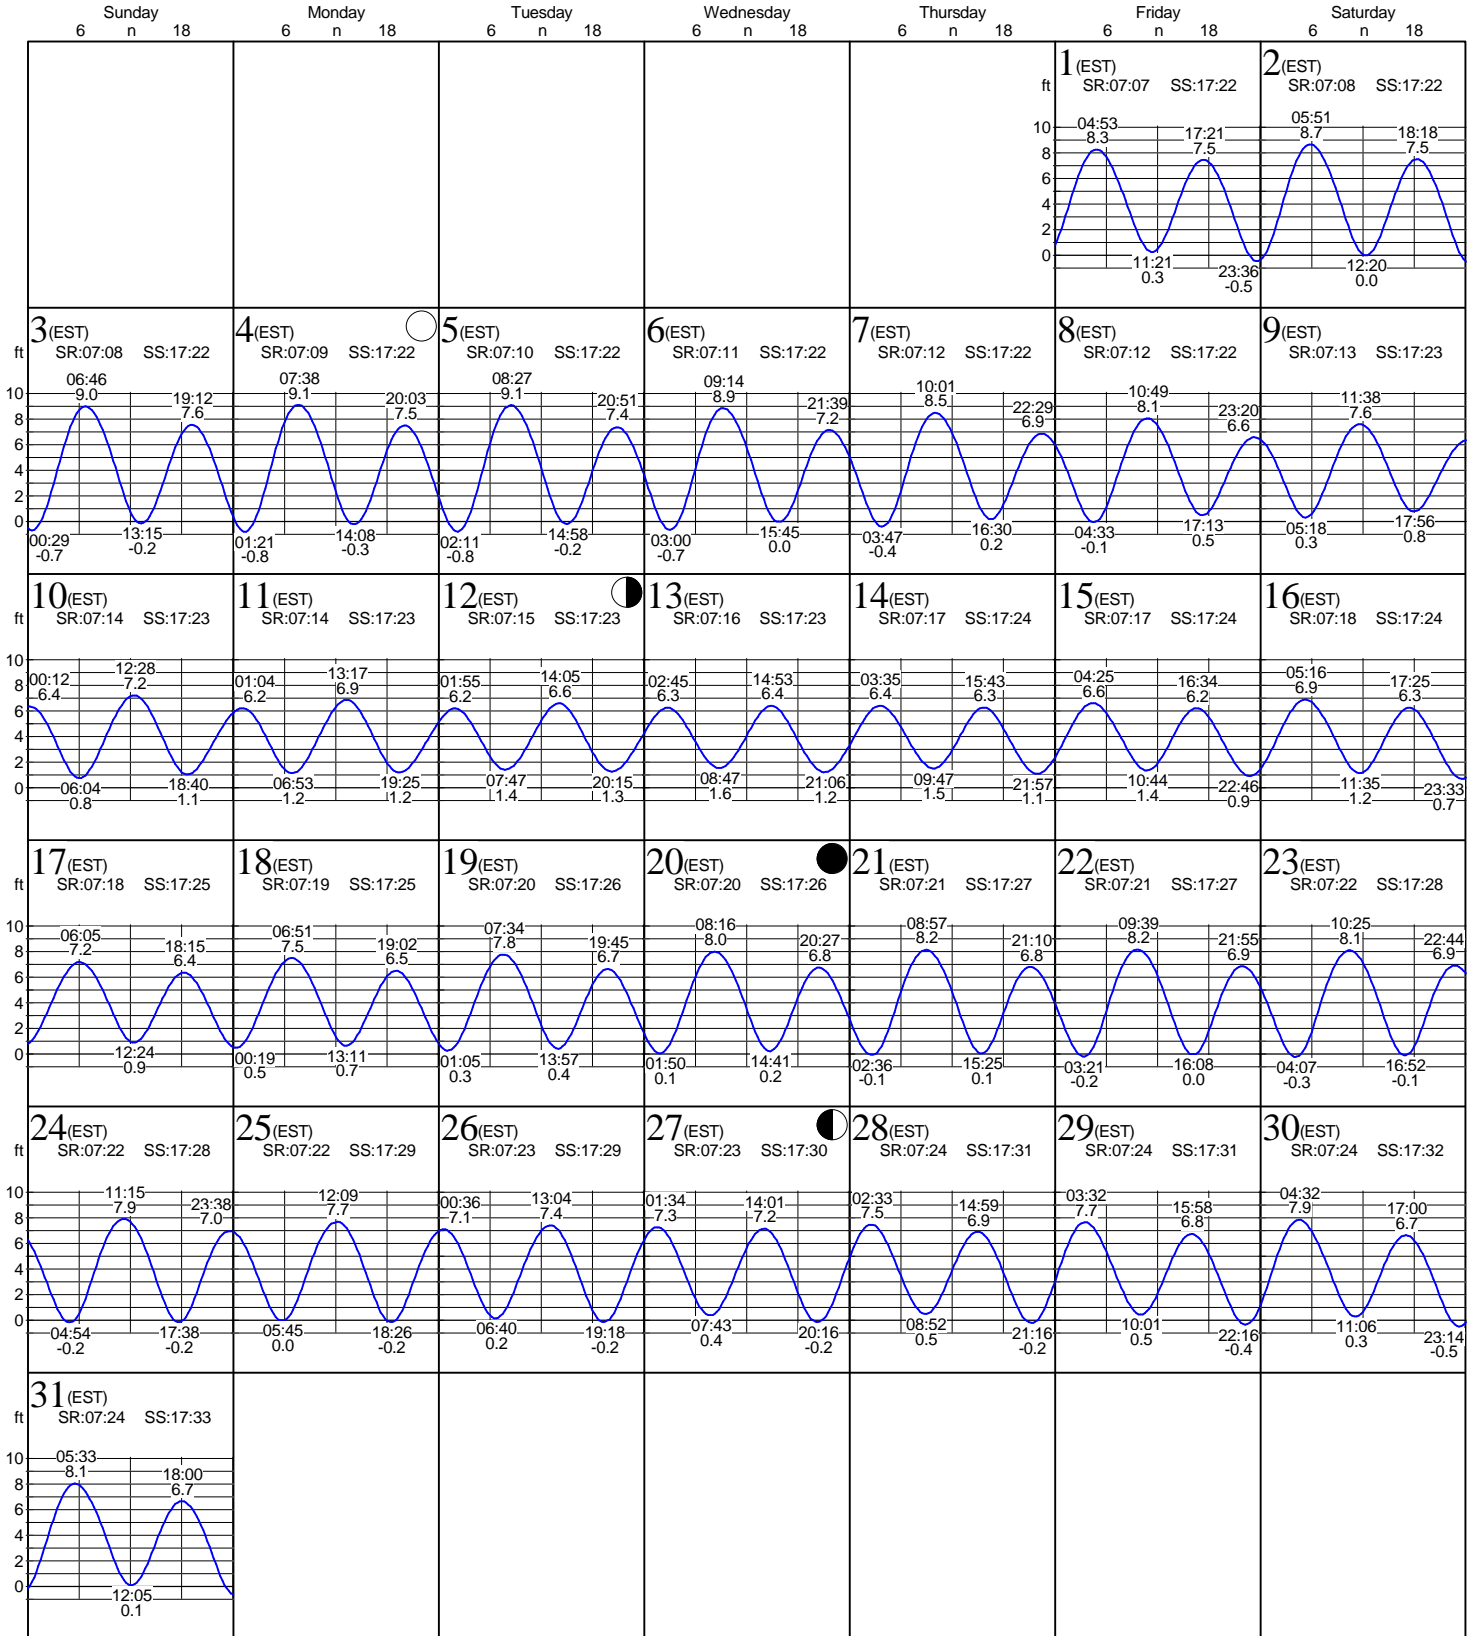 Sunday Monday Tuesday Wednesday Thursday Friday Saturday
6 n 18 6 n 18 6 n 18 6 n 18 6 n 18 6 n 18 6 n 18
1(EST) 2(EST)
ft SR:07:07 SS:17:22 SR:07:08 SS:17:22
04:53 8.3 17:21 7.5 05:51 8.7 18:18 7.5
10
8
6
4
2
0
11:21 0.3 23:36 -0.5 12:20 0.0
3(EST) 4(EST) 5(EST) 6(EST) 7(EST) 8(EST) 9(EST)
ft SR:07:08 SS:17:22 SR:07:09 SS:17:22 SR:07:10 SS:17:22 SR:07:11 SS:17:22 SR:07:12 SS:17:22 SR:07:12 SS:17:22 SR:07:13 SS:17:23
06:46 9.0 19:12 7.6 07:38 9.1 20:03 7.5 08:27 9.1 20:51 7.4 09:14 8.9 21:39 7.2 10:01 8.5 22:29 6.9 10:49 8.1 23:20 6.6 11:38 7.6
10
8
6
4
2
0
00:29 -0.7 13:15 -0.2 01:21 -0.8 14:08 -0.3 02:11 -0.8 14:58 -0.2 03:00 -0.7 15:45 0.0 03:47 -0.4 16:30 0.2 04:33 -0.1 17:13 0.5 05:18 0.3 17:56 0.8
10(EST) 11(EST) 12(EST) 13(EST) 14(EST) 15(EST) 16(EST)
ft SR:07:14 SS:17:23 SR:07:14 SS:17:23 SR:07:15 SS:17:23 SR:07:16 SS:17:23 SR:07:17 SS:17:24 SR:07:17 SS:17:24 SR:07:18 SS:17:24
00:12 6.4 12:28 7.2 01:04 6.2 13:17 6.9 01:55 6.2 14:05 6.6 02:45 6.3 14:53 6.4 03:35 6.4 15:43 6.3 04:25 6.6 16:34 6.2 05:16 6.9 17:25 6.3
10
8
6
4
2
0
06:04 0.8 18:40 1.1 06:53 1.2 19:25 1.2 07:47 1.4 20:15 1.3 08:47 1.6 21:06 1.2 09:47 1.5 21:57 1.1 10:44 1.4 22:46 0.9 11:35 1.2 23:33 0.7
17(EST) 18(EST) 19(EST) 20(EST) 21(EST) 22(EST) 23(EST)
ft SR:07:18 SS:17:25 SR:07:19 SS:17:25 SR:07:20 SS:17:26 SR:07:20 SS:17:26 SR:07:21 SS:17:27 SR:07:21 SS:17:27 SR:07:22 SS:17:28
06:05 7.2 18:15 6.4 06:51 7.5 19:02 6.5 07:34 7.8 19:45 6.7 08:16 8.0 20:27 6.8 08:57 8.2 21:10 6.8 09:39 8.2 21:55 6.9 10:25 8.1 22:44 6.9
10
8
6
4
2
0
12:24 0.9 00:19 0.5 13:11 0.7 01:05 0.3 13:57 0.4 01:50 0.1 14:41 0.2 02:36 -0.1 15:25 0.1 03:21 -0.2 16:08 0.0 04:07 -0.3 16:52 -0.1
24(EST) 25(EST) 26(EST) 27(EST) 28(EST) 29(EST) 30(EST)
ft SR:07:22 SS:17:28 SR:07:22 SS:17:29 SR:07:23 SS:17:29 SR:07:23 SS:17:30 SR:07:24 SS:17:31 SR:07:24 SS:17:31 SR:07:24 SS:17:32
11:15 7.9 23:38 7.0 12:09 7.7 00:36 7.1 13:04 7.4 01:34 7.3 14:01 7.2 02:33 7.5 14:59 6.9 03:32 7.7 15:58 6.8 04:32 7.9 17:00 6.7
10
8
6
4
2
0
04:54 -0.2 17:38 -0.2 05:45 0.0 18:26 -0.2 06:40 0.2 19:18 -0.2 07:43 0.4 20:16 -0.2 08:52 0.5 21:16 -0.2 10:01 0.5 22:16 -0.4 11:06 0.3 23:14 -0.5
31(EST)
ft SR:07:24 SS:17:33
05:33 8.1 18:00 6.7
10
8
6
4
2
0
12:05 0.1